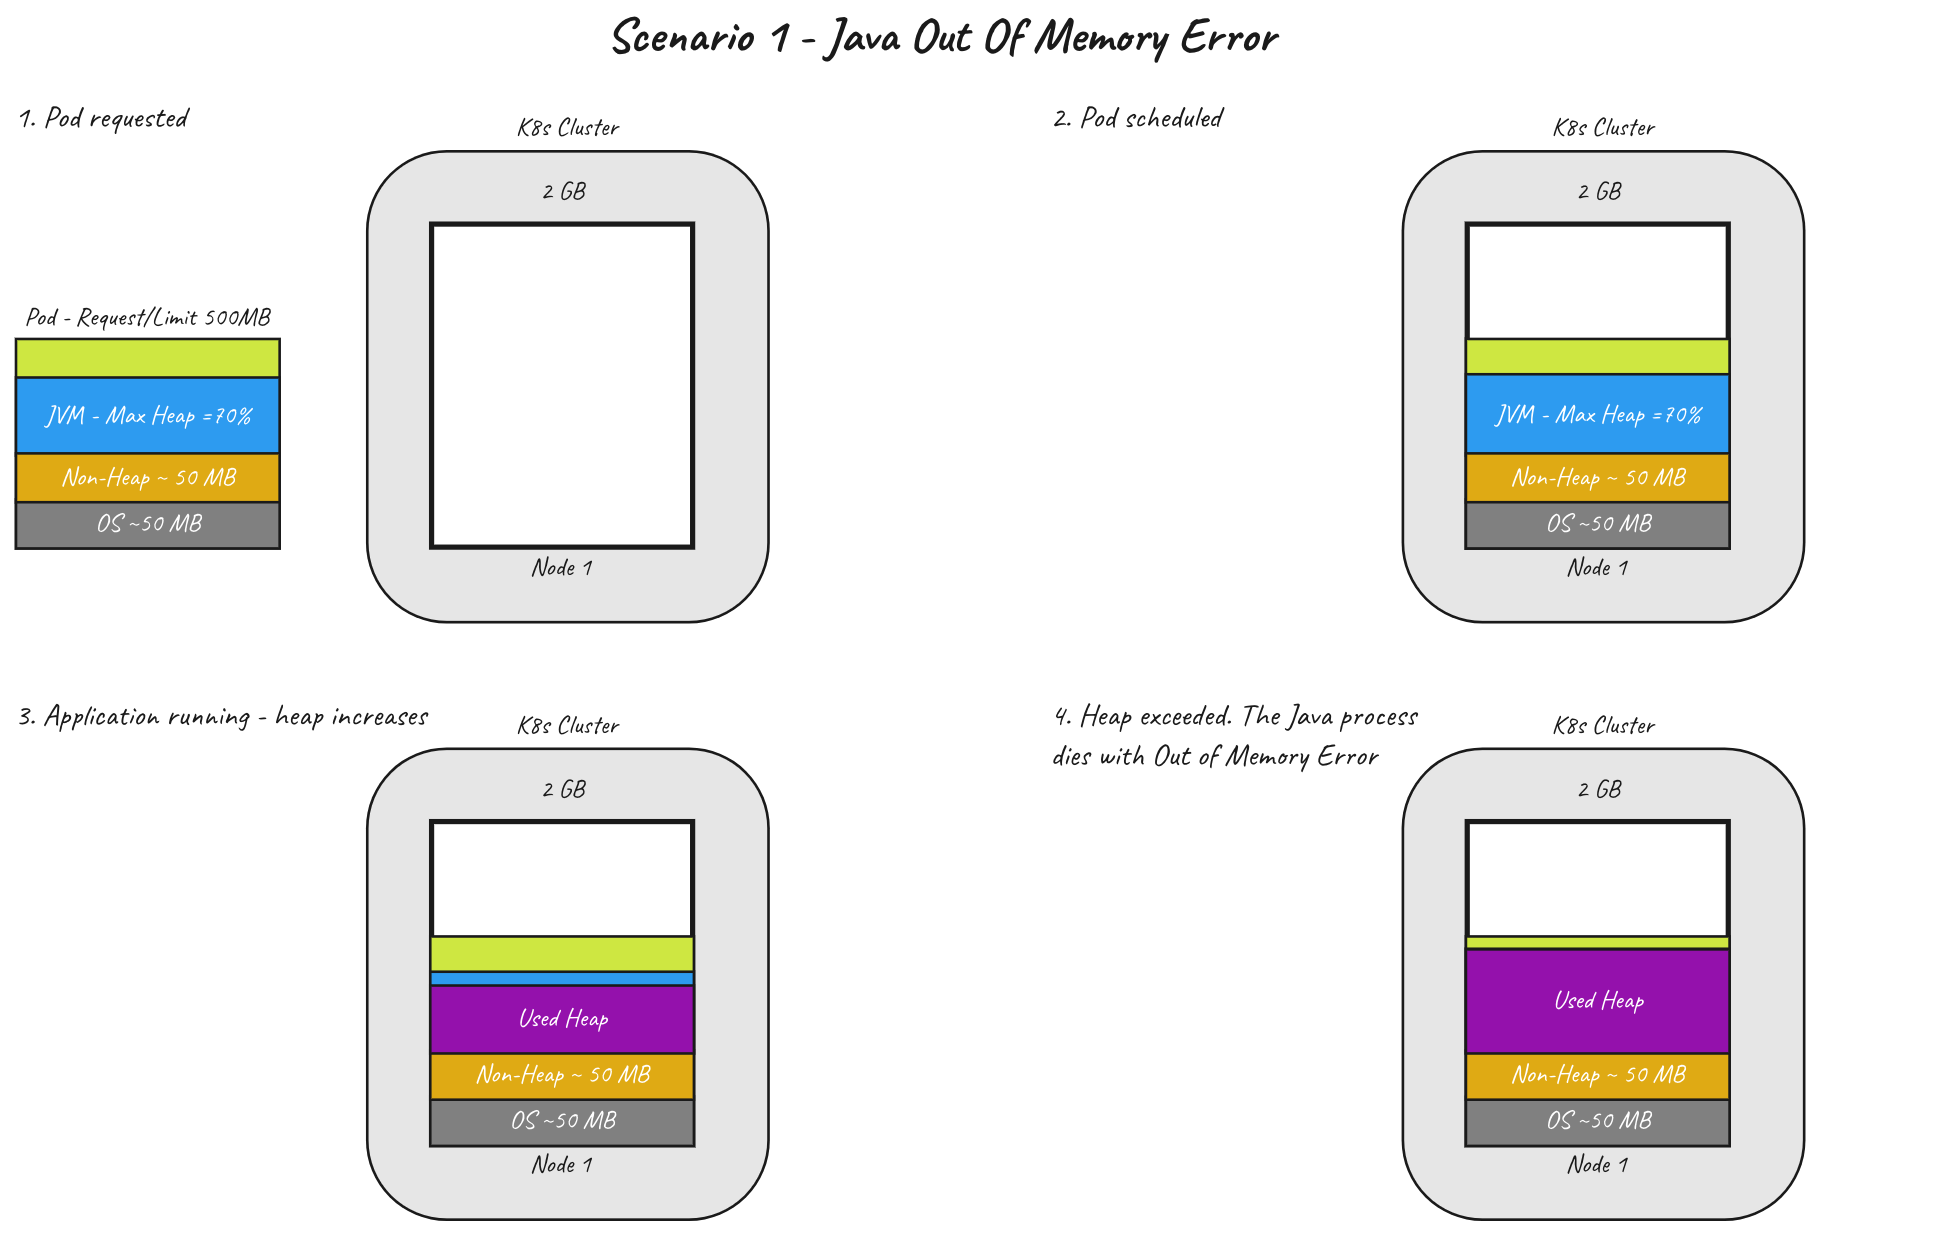 Scenario 1 - Java Out Of Memory Error
1. Pod requested
K8s Cluster
2 GB
Pod - Request/Limit 500MB
JVM - Max Heap =70%
Non-Heap ~ 50 MB
OS ~50 MB
Node 1
2. Pod scheduled
K8s Cluster
2 GB
JVM - Max Heap =70%
Non-Heap ~ 50 MB
OS ~50 MB
Node 1
3. Application running - heap increases
K8s Cluster
2 GB
Used Heap
Non-Heap ~ 50 MB
OS ~50 MB
Node 1
4. Heap exceeded. The Java process
dies with Out of Memory Error
K8s Cluster
2 GB
Used Heap
Non-Heap ~ 50 MB
OS ~50 MB
Node 1